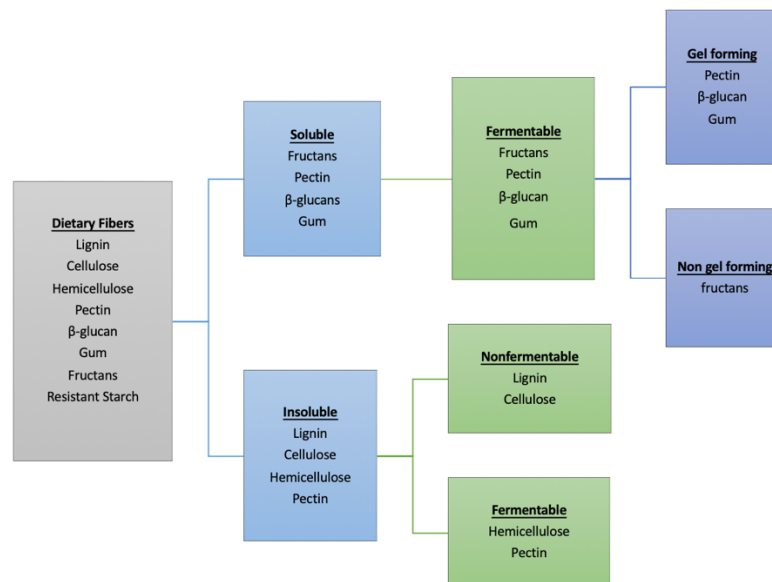 Dietary Fibers
Lignin
Cellulose
Hemicellulose
Pectin
β-glucan
Gum
Fructans
Resistant Starch
Soluble
Fructans
Pectin
β-glucans
Gum
Insoluble
Lignin
Cellulose
Hemicellulose
Pectin
Fermentable
Fructans
Pectin
β-glucan
Gum
Nonfermentable
Lignin
Cellulose
Fermentable
Hemicellulose
Pectin
Gel forming
Pectin
β-glucan
Gum
Non gel forming
fructans